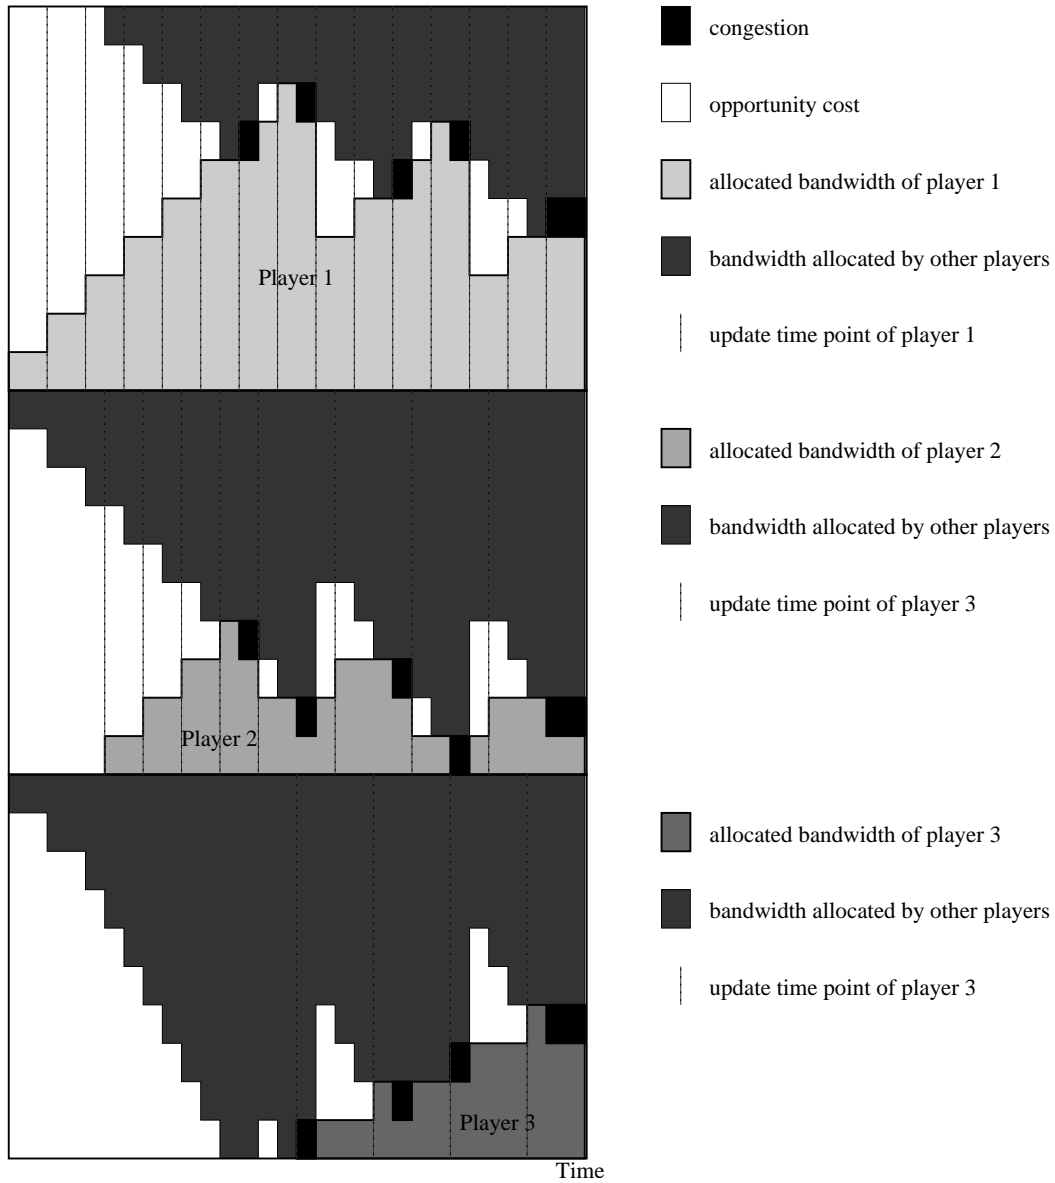 congestion
opportunity cost
allocated bandwidth of player 1
bandwidth allocated by other players
Player 1
update time point of player 1
allocated bandwidth of player 2
bandwidth allocated by other players
update time point of player 3
Player 2
allocated bandwidth of player 3
bandwidth allocated by other players
update time point of player 3
Player 3
Time